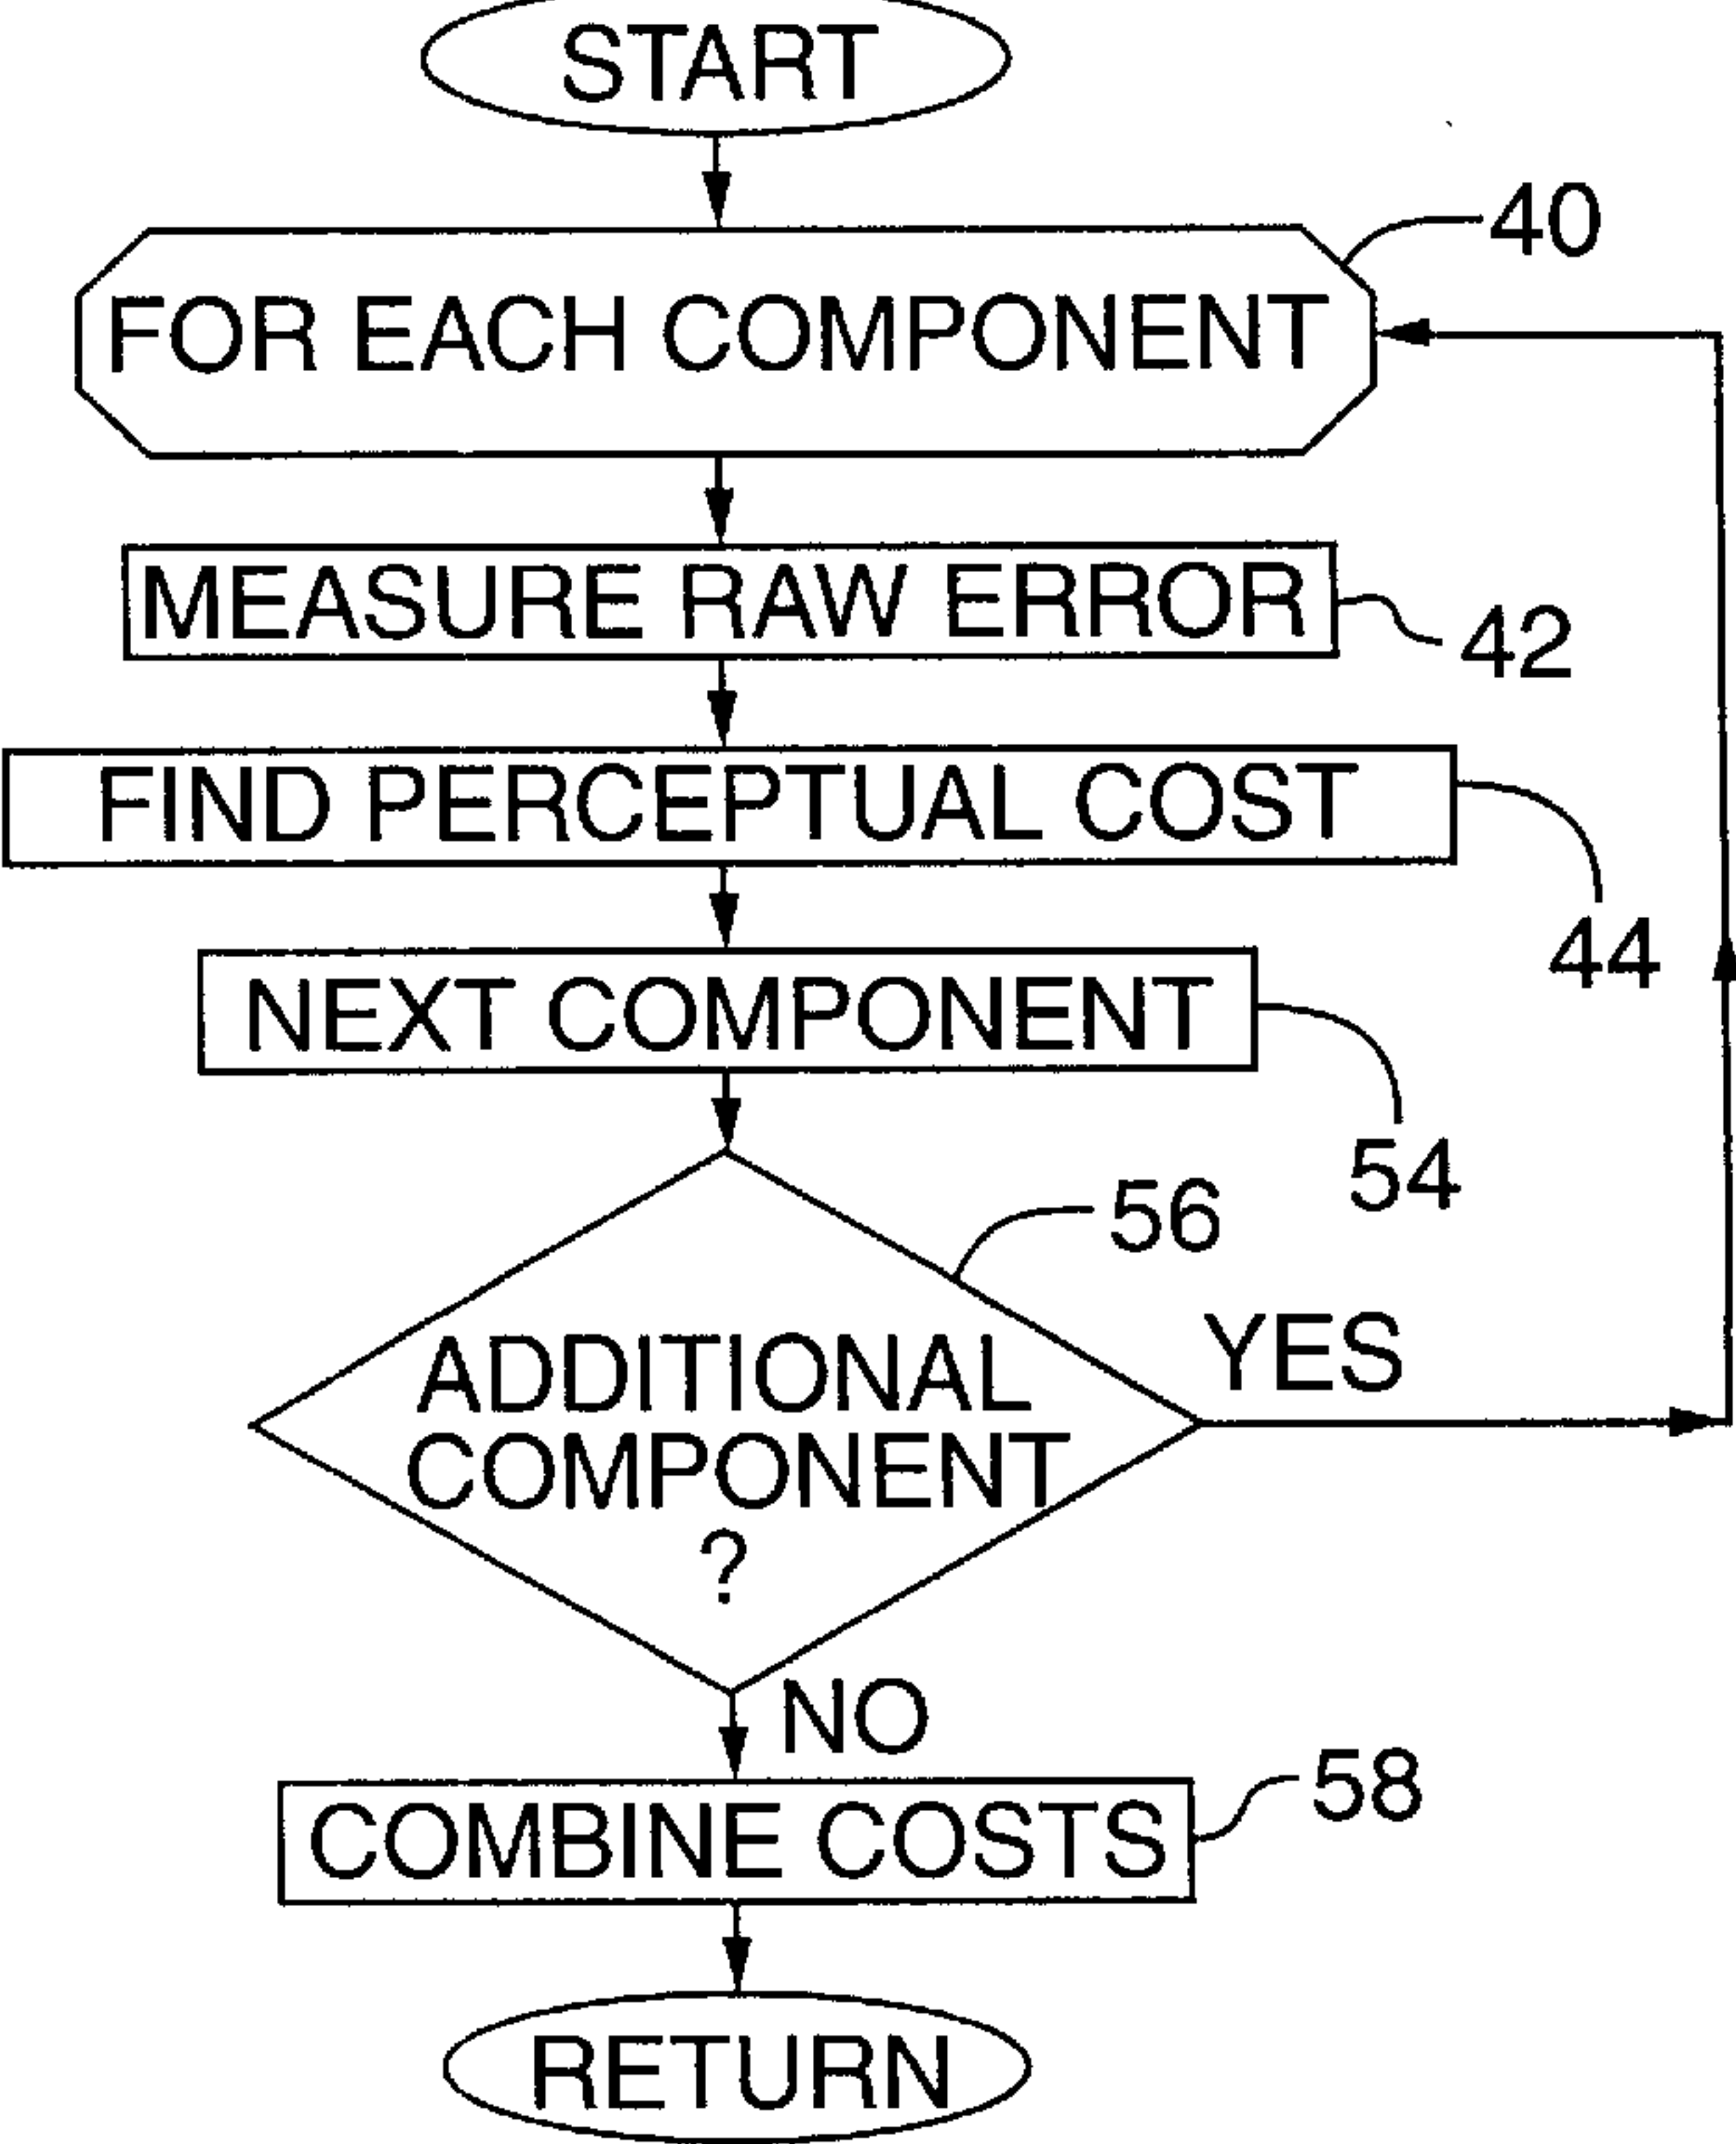 START
40
FOR EACH COMPONENT
MEASURE RAW ERROR
42
FIND PERCEPTUAL COST
44
NEXT COMPONENT
54
56
ADDITIONAL
COMPONENT
?
YES
NO
COMBINE COSTS
58
RETURN